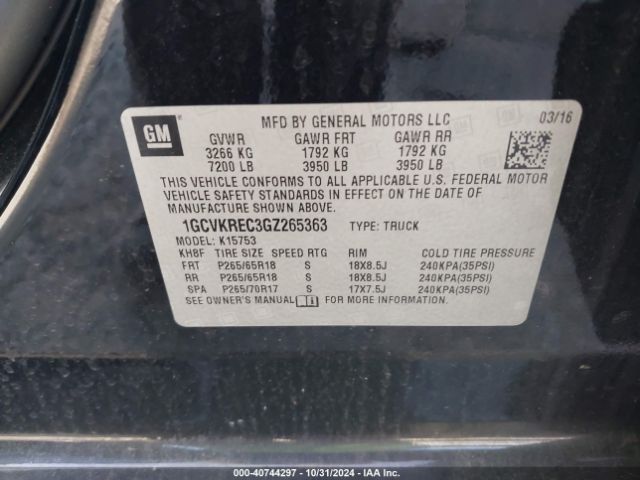 GM
MFD BY GENERAL MOTORS LLC 03/16
GVWR GAWR FRT GAWR RR
3266 KG 1792 KG 1792 KG
7200 LB 3950 LB 3950 LB
THIS VEHICLE CONFORMS TO ALL APPLICABLE U.S. FEDERAL MOTOR
VEHICLE SAFETY STANDARDS IN EFFECT ON THE DATE OF
MANUFACTURE SHOWN ABOVE.
1GCVKREC3GZ265363 TYPE: TRUCK
MODEL: K15753
KH8F TIRE SIZE SPEED RTG RIM COLD TIRE PRESSURE
FRT P265/65R18 S 18X8.5J 240KPA(35PSI)
RR P265/65R18 S 18X8.5J 240KPA(35PSI)
SPA P265/70R17 S 17X7.5J 240KPA(35PSI)
SEE OWNER'S MANUAL FOR MORE INFORMATION.
000-40744297 - 10/31/2024 - IAA Inc.